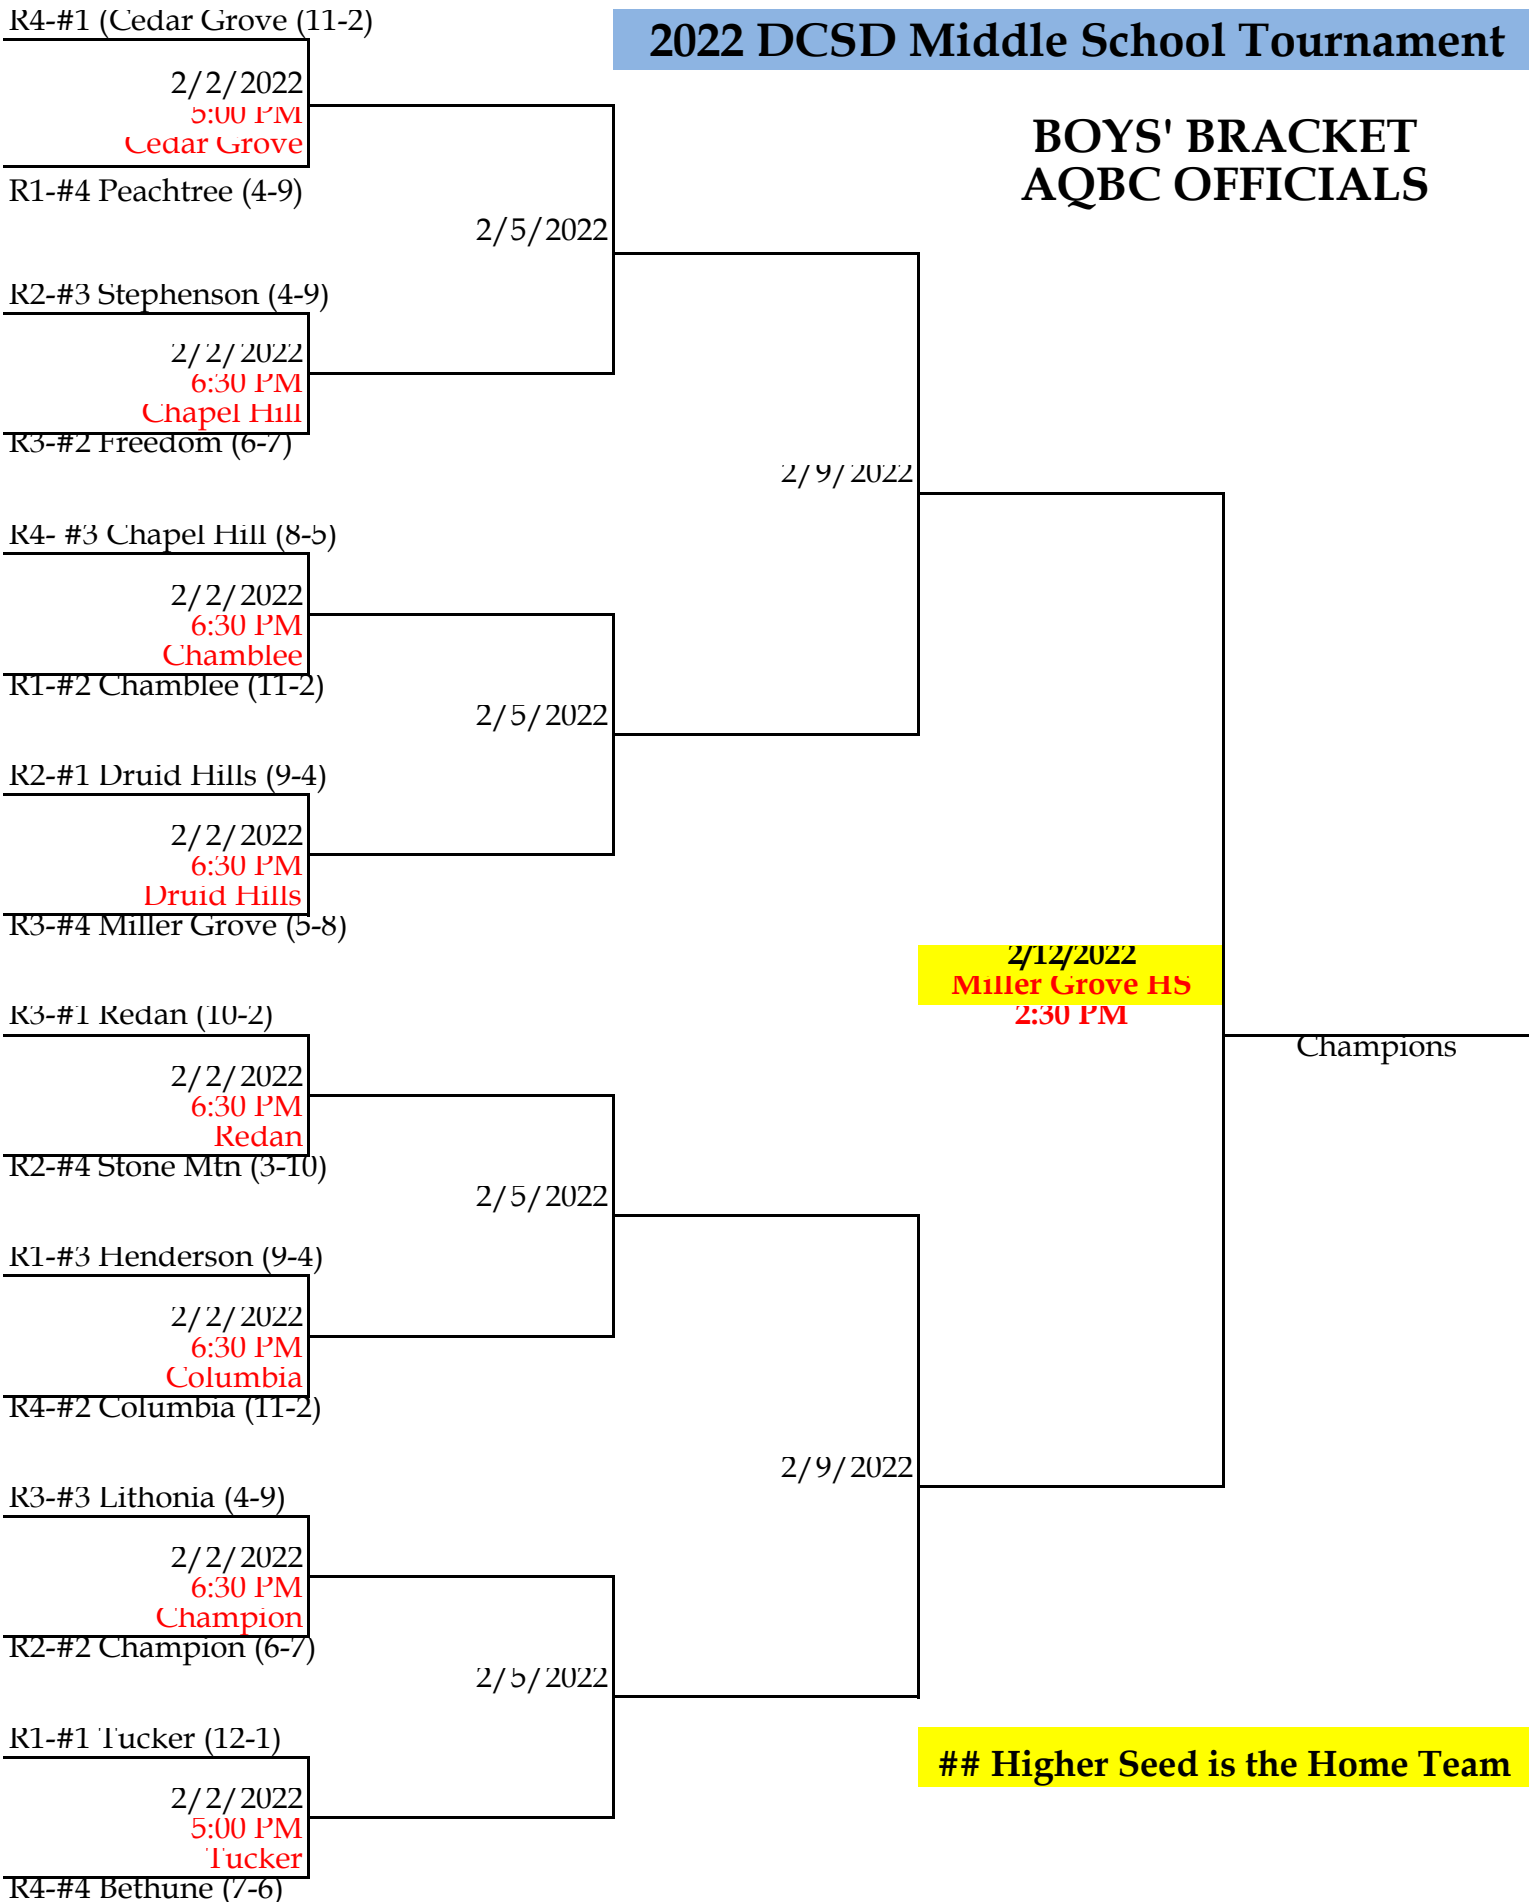 R4-#1 (Cedar Grove (11-2)
2022 DCSD Middle School Tournament
2/2/2022
5:00 PM
Cedar Grove
BOYS' BRACKET
AQBC OFFICIALS
R1-#4 Peachtree (4-9)
2/5/2022
R2-#3 Stephenson (4-9)
2/2/2022
6:30 PM
Chapel Hill
R3-#2 Freedom (6-7)
2/9/2022
R4- #3 Chapel Hill (8-5)
2/2/2022
6:30 PM
Chamblee
R1-#2 Chamblee (11-2)
2/5/2022
R2-#1 Druid Hills (9-4)
2/2/2022
6:30 PM
Druid Hills
R3-#4 Miller Grove (5-8)
2/12/2022
Miller Grove HS
2:30 PM
Champions
R3-#1 Redan (10-2)
2/2/2022
6:30 PM
Redan
R2-#4 Stone Mtn (3-10)
2/5/2022
R1-#3 Henderson (9-4)
2/2/2022
6:30 PM
Columbia
R4-#2 Columbia (11-2)
2/9/2022
R3-#3 Lithonia (4-9)
2/2/2022
6:30 PM
Champion
R2-#2 Champion (6-7)
2/5/2022
R1-#1 Tucker (12-1)
## Higher Seed is the Home Team
2/2/2022
5:00 PM
Tucker
R4-#4 Bethune (7-6)